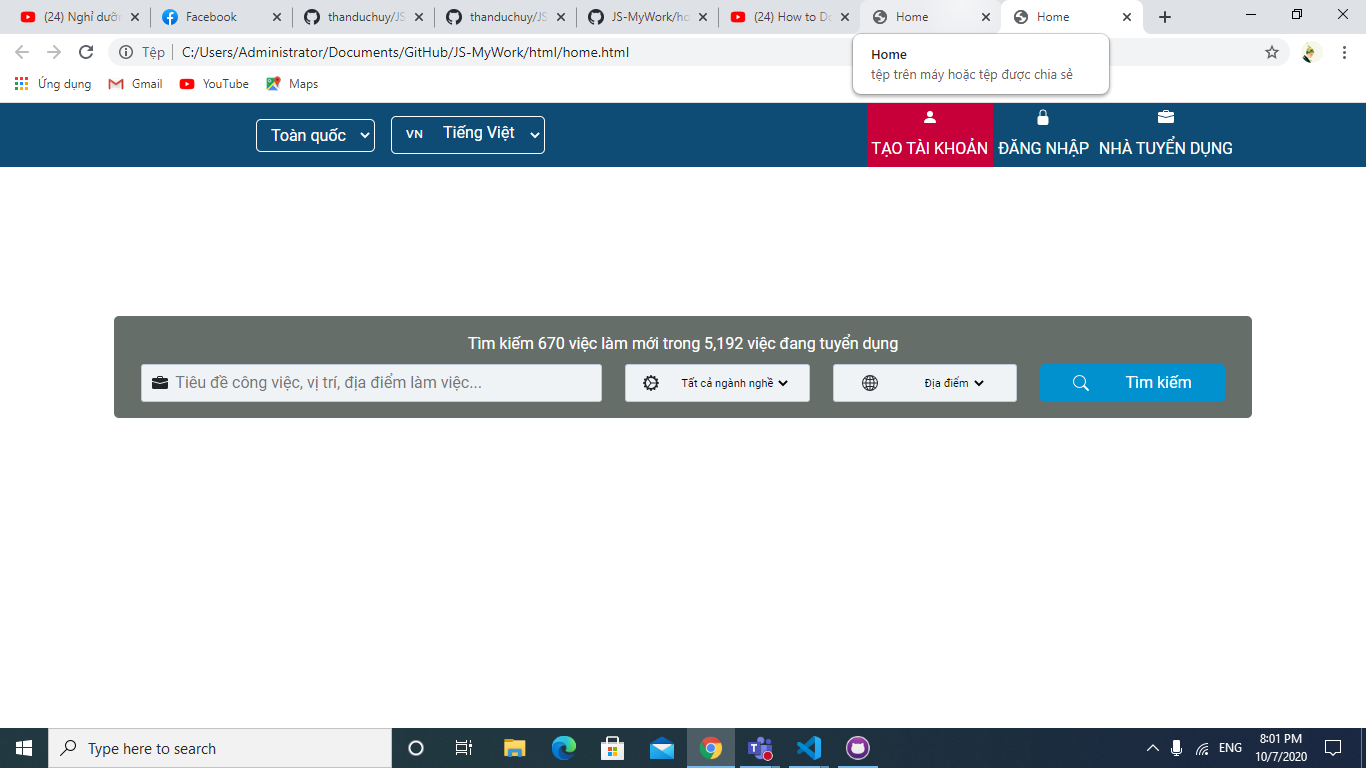 (24) Nghỉ dưỡn
Facebook
thanduchuy/JS
thanduchuy/JS
JS-MyWork/ho
(24) How to Do
Home
Home
Tệp
C:/Users/Administrator/Documents/GitHub/JS-MyWork/html/home.html
Home
tệp trên máy hoặc tệp được chia sẻ
Ứng dụng
Gmail
YouTube
Maps
Toàn quốc
VN Tiếng Việt
TẠO TÀI KHOẢN
ĐĂNG NHẬP
NHÀ TUYỂN DỤNG
Tìm kiếm 670 việc làm mới trong 5,192 việc đang tuyển dụng
Tiêu đề công việc, vị trí, địa điểm làm việc...
Tất cả ngành nghề
Địa điểm
Tìm kiếm
Type here to search
ENG
8:01 PM
10/7/2020